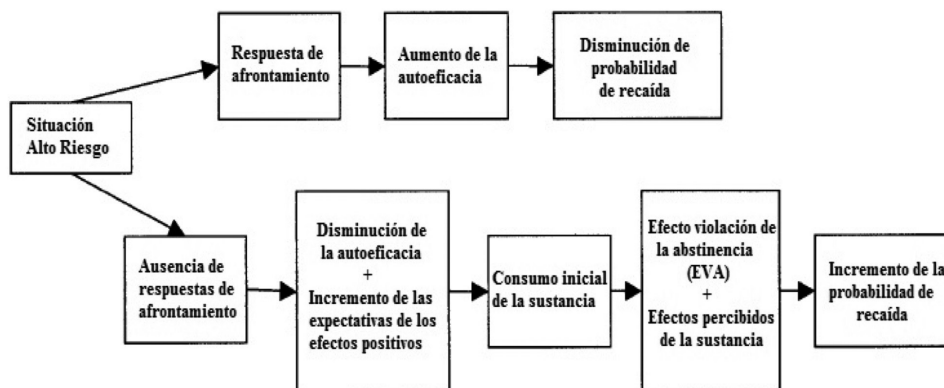 Situación
Alto Riesgo
Respuesta de
afrontamiento
Aumento de la
autoeficacia
Disminución de
probabilidad
de recaída
Ausencia de
respuestas de
afrontamiento
Disminución de
la autoeficacia
+
Incremento de las
expectativas de los
efectos positivos
Consumo inicial
de la sustancia
Efecto violación de
la abstinencia
(EVA)
+
Efectos percibidos
de la sustancia
Incremento de la
probabilidad de
recaída